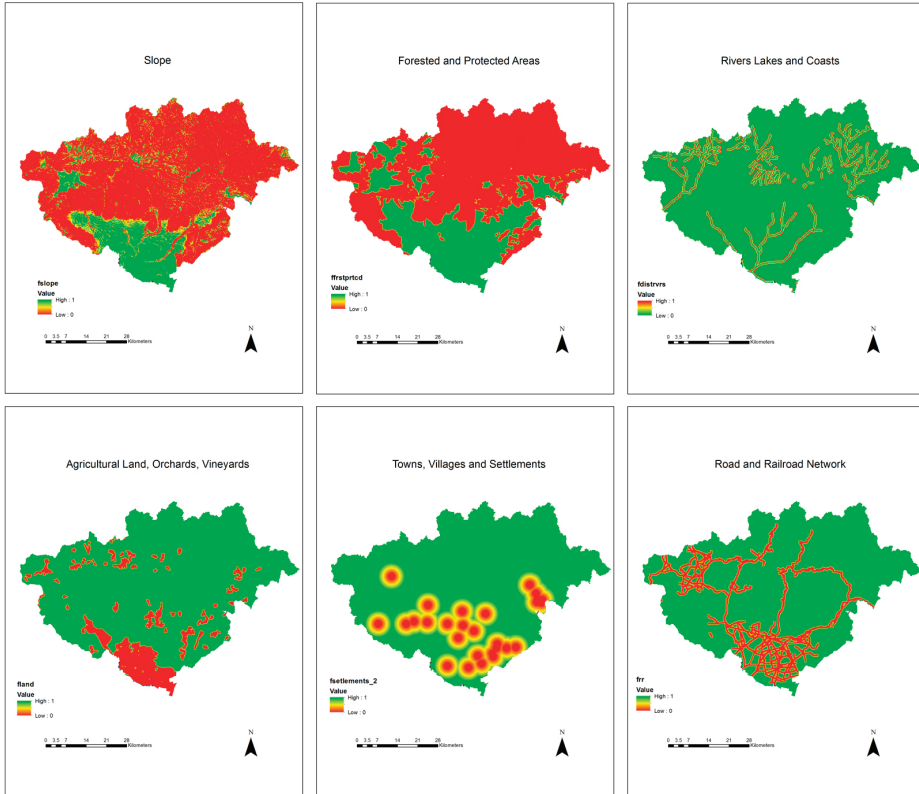 Slope
fslope
Value
High : 1
Low : 0
0 3.5 7 14 21 28
Kilometers
N
Forested and Protected Areas
ffrstprtcd
Value
High : 1
Low : 0
0 3.5 7 14 21 28
Kilometers
N
Rivers Lakes and Coasts
fdistrvrs
Value
High : 1
Low : 0
0 3.5 7 14 21 28
Kilometers
N
Agricultural Land, Orchards, Vineyards
fland
Value
High : 1
Low : 0
0 3.5 7 14 21 28
Kilometers
N
Towns, Villages and Settlements
fsetlements_2
Value
High : 1
Low : 0
0 3.5 7 14 21 28
Kilometers
N
Road and Railroad Network
frr
Value
High : 1
Low : 0
0 3.5 7 14 21 28
Kilometers
N